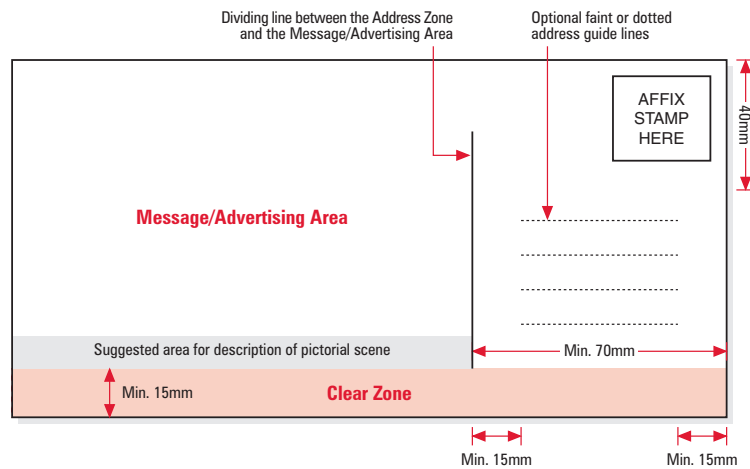 Dividing line between the Address Zone
and the Message/Advertising Area
Optional faint or dotted
address guide lines
AFFIX
STAMP
HERE
40mm
Message/Advertising Area
Suggested area for description of pictorial scene
Min. 70mm
Min. 15mm
Clear Zone
Min. 15mm
Min. 15mm